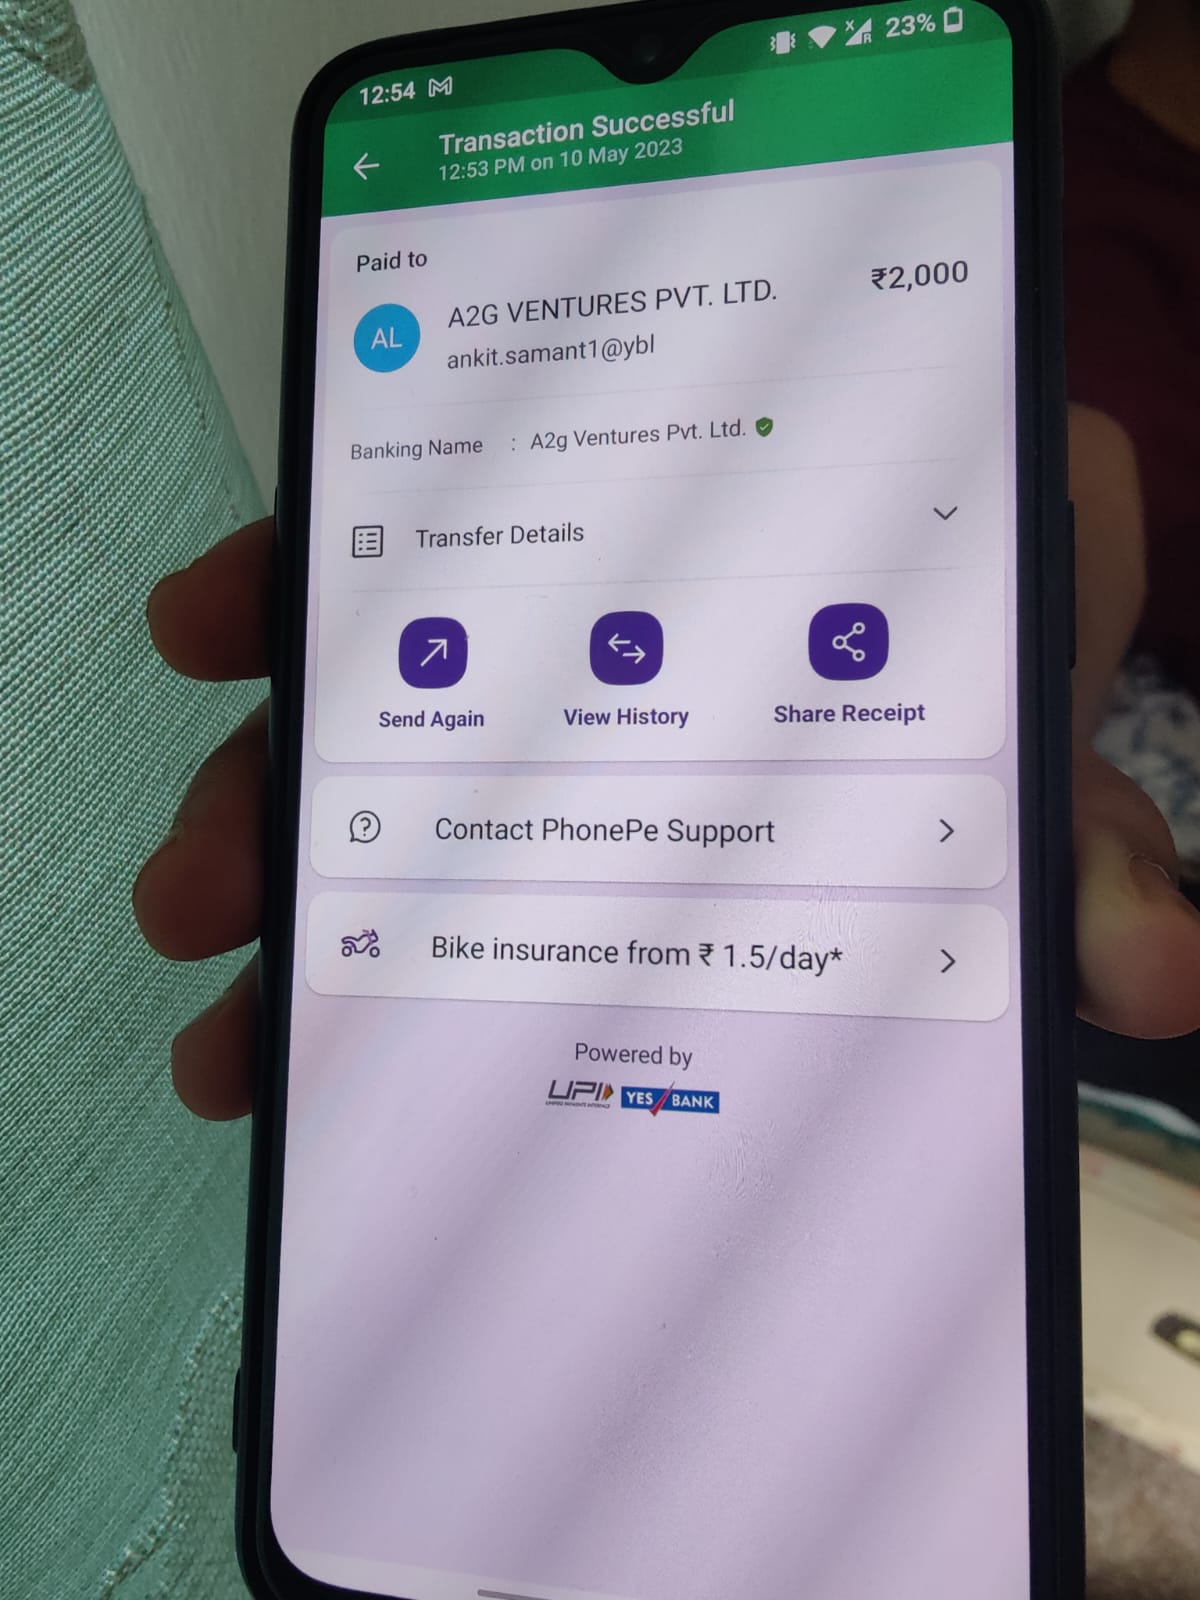 12:54 23%
Transaction Successful
12:53 PM on 10 May 2023
Paid to
A2G VENTURES PVT. LTD. ₹2,000
AL
ankit.samant1@ybl
Banking Name : A2g Ventures Pvt. Ltd.
Transfer Details
Send Again View History Share Receipt
Contact PhonePe Support
Bike insurance from ₹ 1.5/day*
Powered by
UPI YES BANK